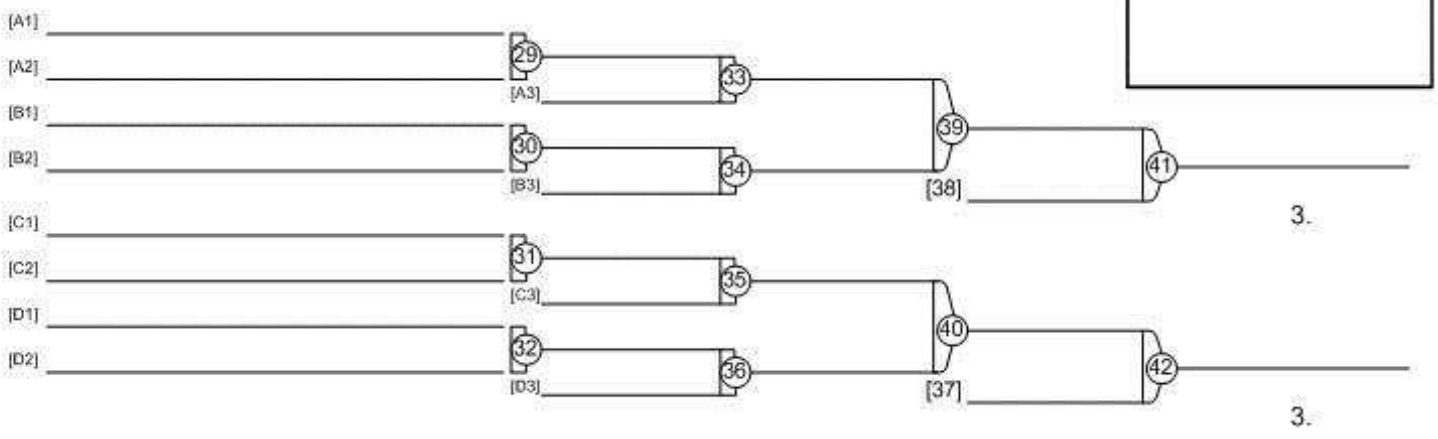 [A1]
29
[A2]
33
[A3]
[B1]
39
30
[B2]
34
41
[B3]
[38]
3.
[C1]
31
[C2]
35
[C3]
[D1]
40
32
[D2]
36
42
[D3]
[37]
3.